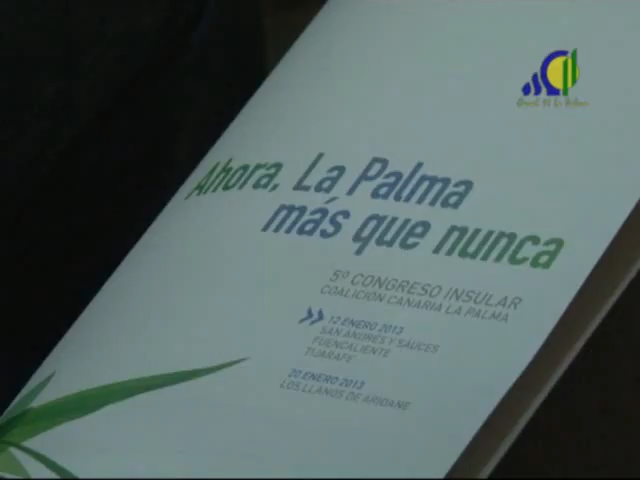 Ahora, La Palma
más que nunca
5º CONGRESO INSULAR
COALICIÓN CANARIA LA PALMA
12 ENERO 2013
SAN ANDRÉS Y SAUCES
FUENCALIENTE
TIJARAFE
20 ENERO 2013
LOS LLANOS DE ARIDANE